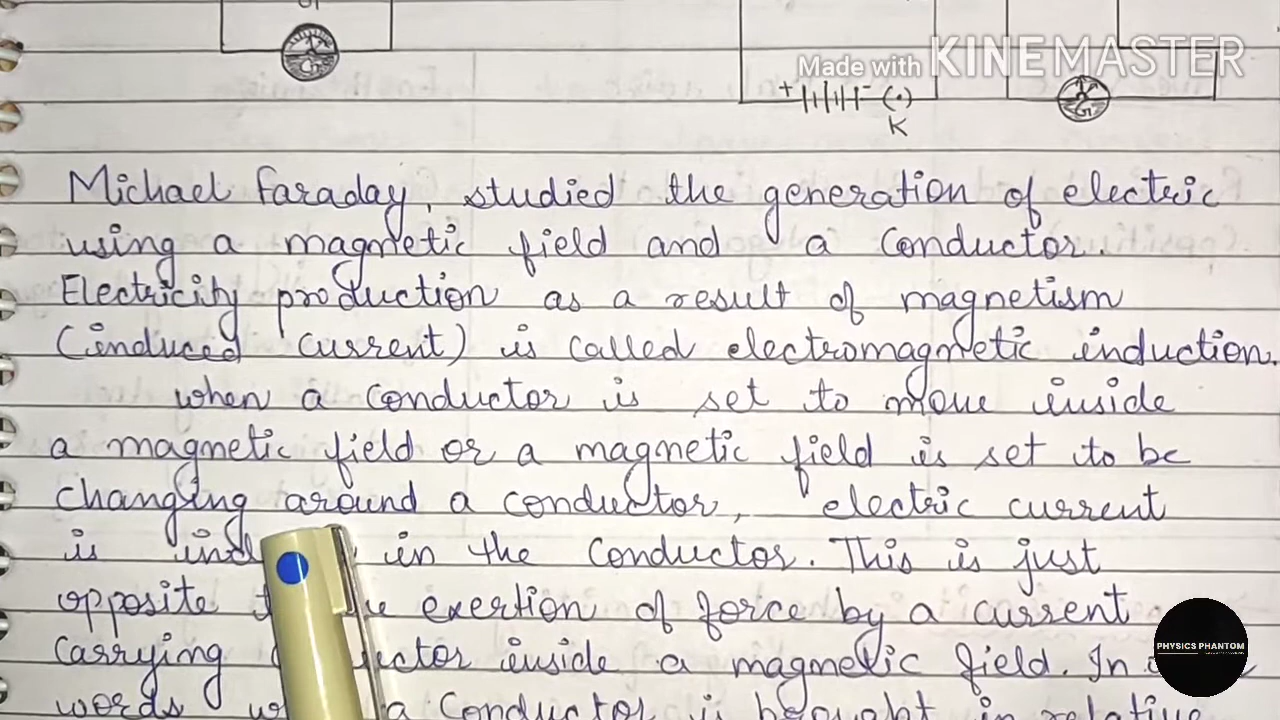 Made with KINEMASTER
+ -
K
G
Michael Faraday, studied the generation of electric
using a magnetic field and a conductor.
Electricity production as a result of magnetism
(induced current) is called electromagnetic induction.
when a conductor is set to move inside
a magnetic field or a magnetic field is set to be
changing around a conductor, electric current
is in the conductor. This is just
opposite exertion of force by a current
carrying inside a magnetic field. In
words a conductor is brought in relative
PHYSICS PHANTOM